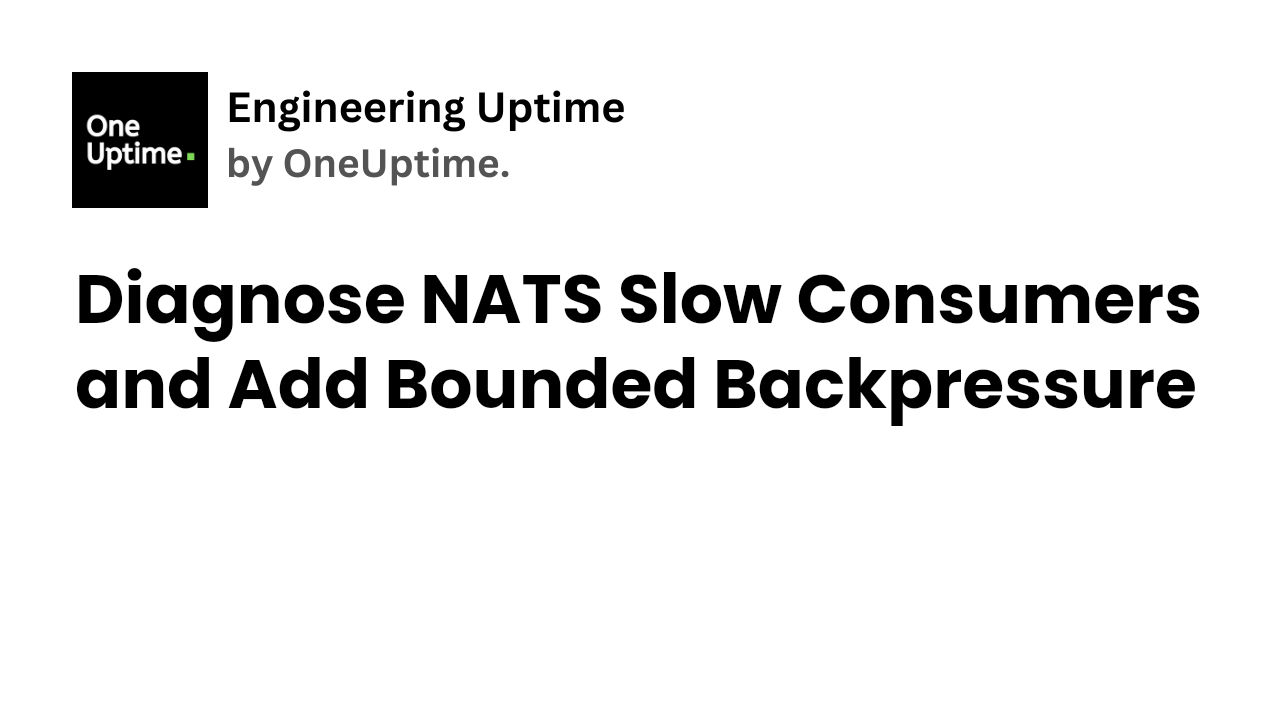 One
Uptime.
Engineering Uptime
by OneUptime.
Diagnose NATS Slow Consumers
and Add Bounded Backpressure